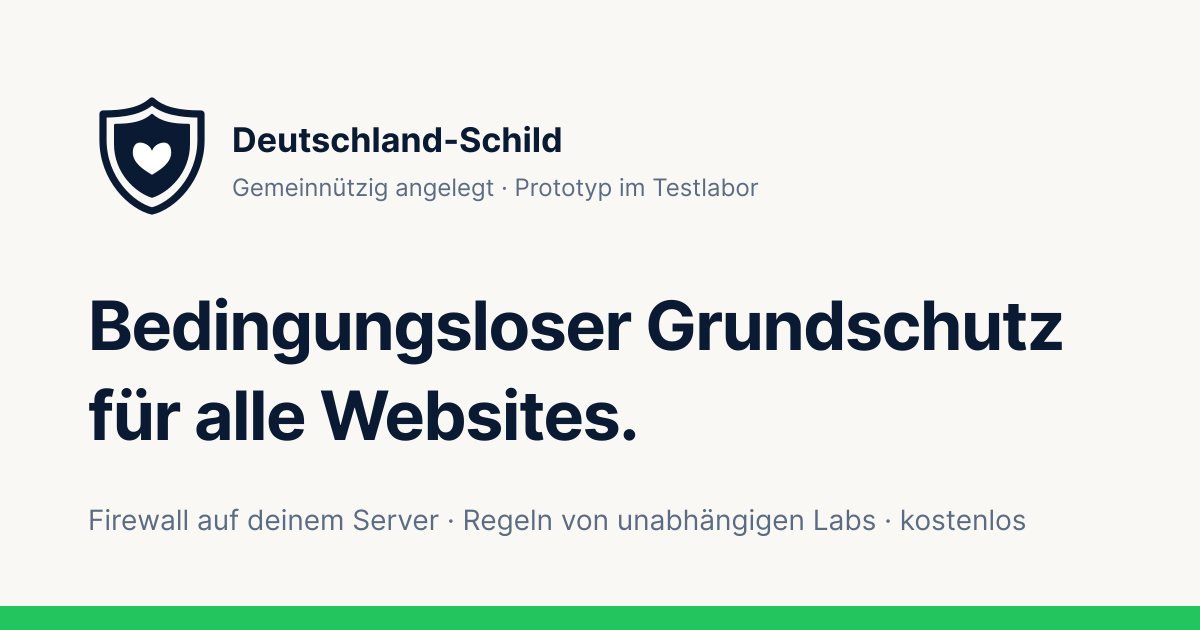 Deutschland-Schild
Gemeinnützig angelegt · Prototyp im Testlabor
Bedingungsloser Grundschutz
für alle Websites.
Firewall auf deinem Server · Regeln von unabhängigen Labs · kostenlos